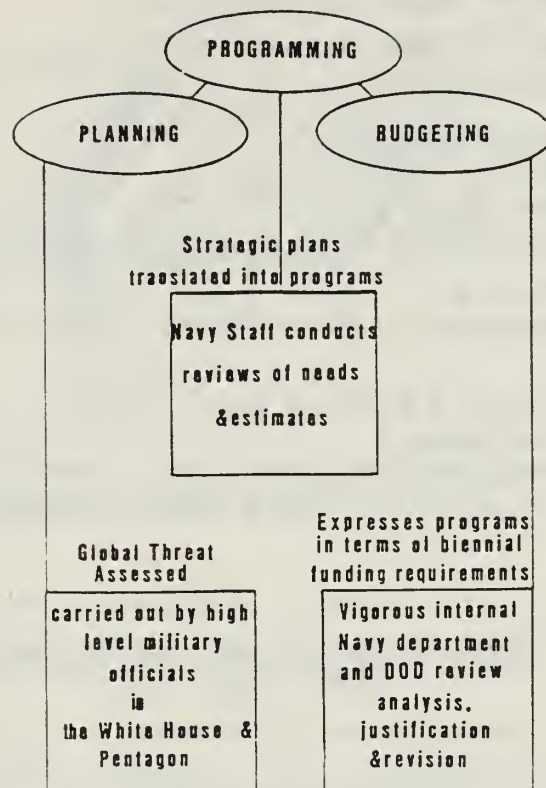 PROGRAMMING
PLANNING
BUDGETING
Strategic plans
translated into programs
Navy Staff conducts
reviews of needs
&estimates
Global Threat
Assessed
carried out by high
level military
officials
in
the White House &
Pentagon
Expresses programs
in terms of biennial
funding requirements
Vigorous internal
Navy department
and DOD review
analysis,
justification
&revision